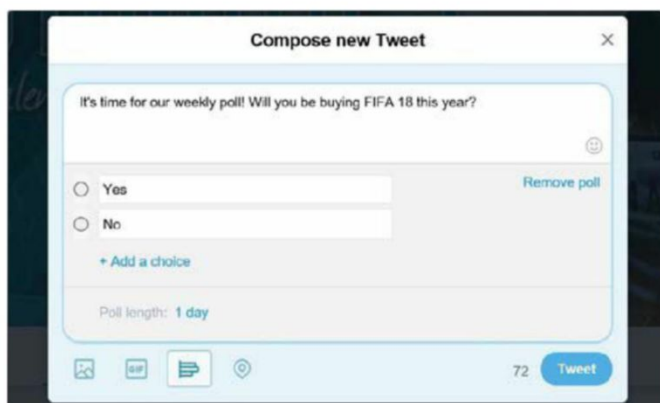 Compose new Tweet
It's time for our weekly poll! Will you be buying FIFA 18 this year?
Yes
Remove poll
No
+ Add a choice
Poll length: 1 day
GIF
72
Tweet